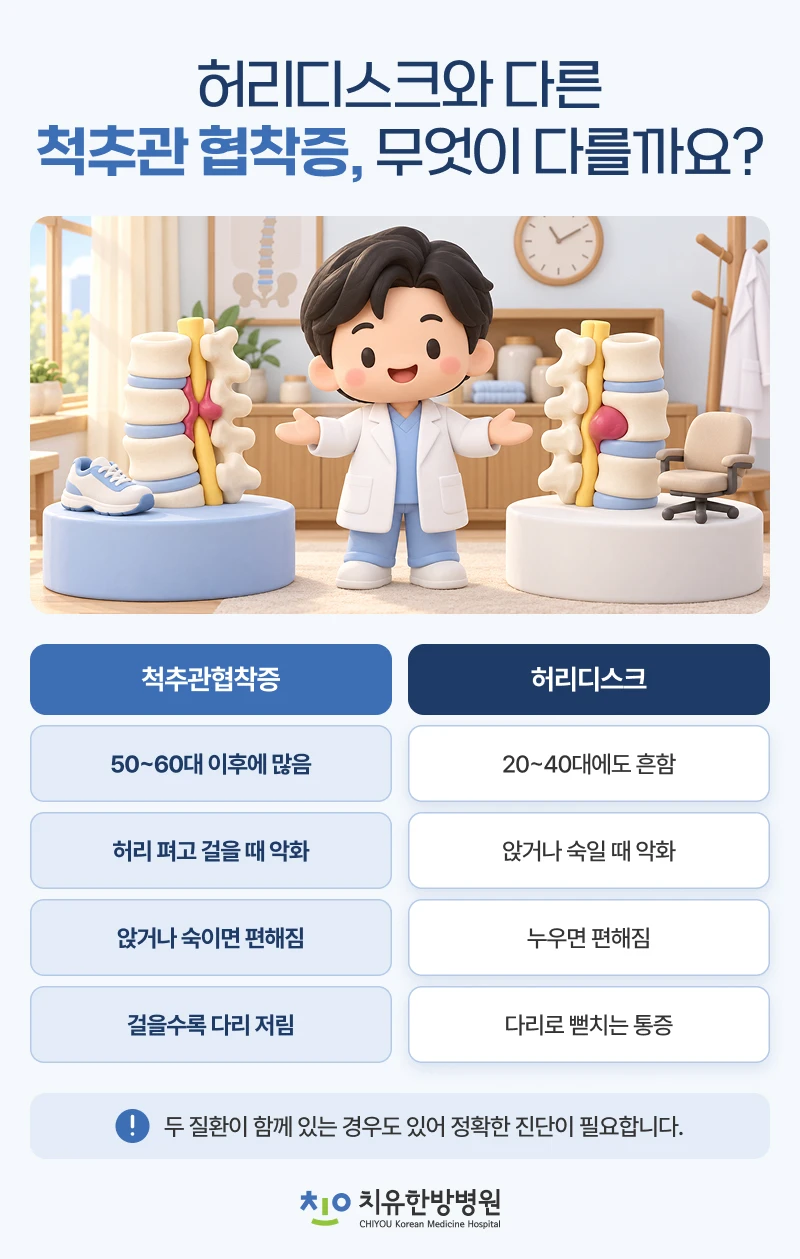 허리디스크와 다른
척추관 협착증, 무엇이 다를까요?
척추관협착증
허리디스크
50~60대 이후에 많음
20~40대에도 흔함
허리 펴고 걸을 때 악화
앉거나 숙일 때 악화
앉거나 숙이면 편해짐
누우면 편해짐
걸을수록 다리 저림
다리로 뻗치는 통증
! 두 질환이 함께 있는 경우도 있어 정확한 진단이 필요합니다.
치유 치유한방병원
CHIYOU Korean Medicine Hospital